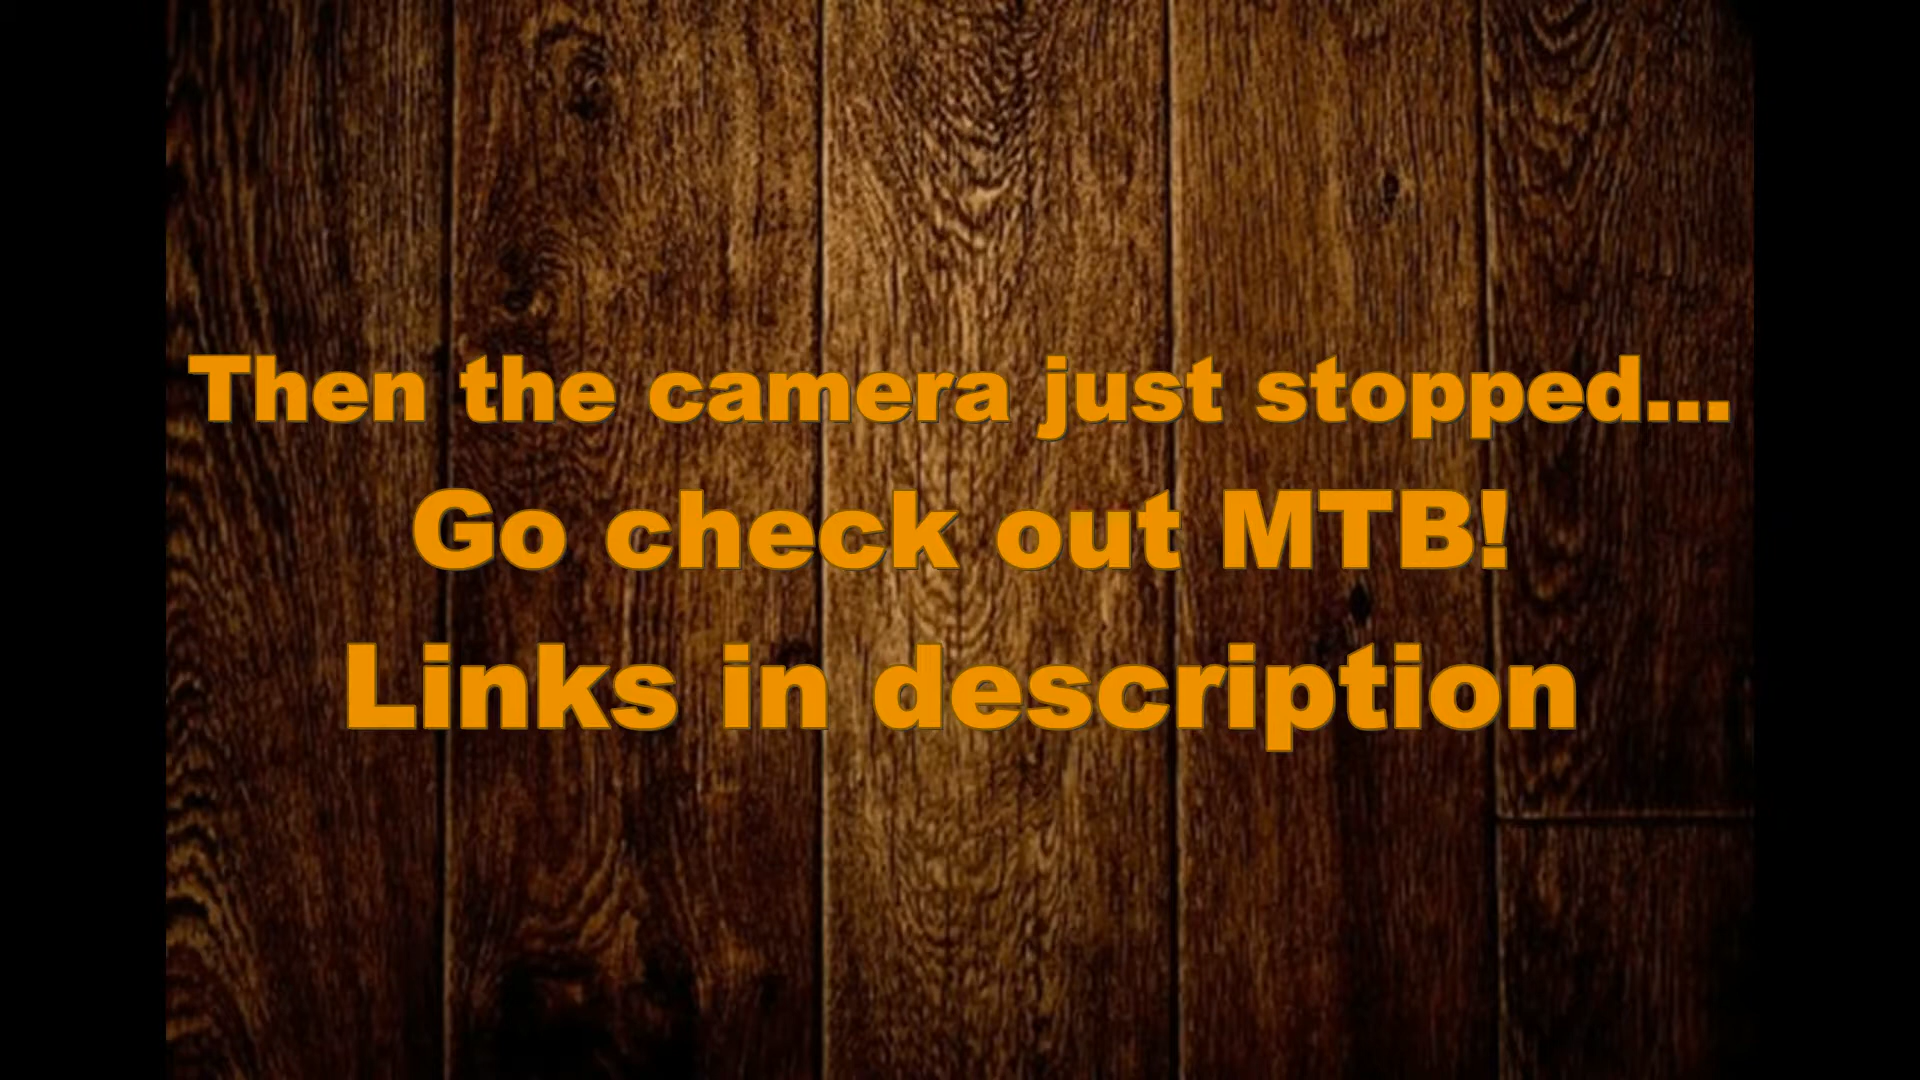 Then the camera just stopped...
Go check out MTB!
Links in description